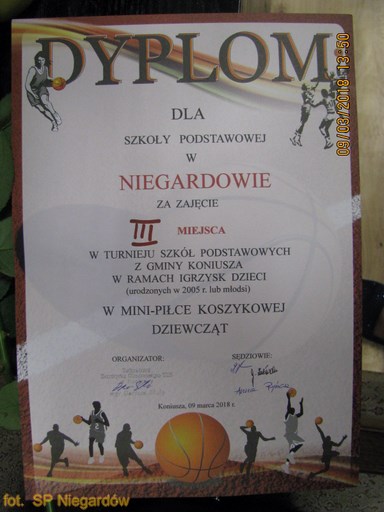 DYPLOM
DLA
SZKOŁY PODSTAWOWEJ
W
NIEGARDOWIE
ZA ZAJĘCIE
III MIEJSCA
W TURNIEJU SZKÓŁ PODSTAWOWYCH
Z GMINY KONIUSZA
W RAMACH IGRZYSK DZIECI
(urodzonych w 2005 r. lub młodsi)
W MINI-PIŁCE KOSZYKOWEJ
DZIEWCZĄT
ORGANIZATOR:
SĘDZIOWIE:
Koniusza, 09 marca 2018 r.
09/03/2018 13:50
fot. SP Niegardów